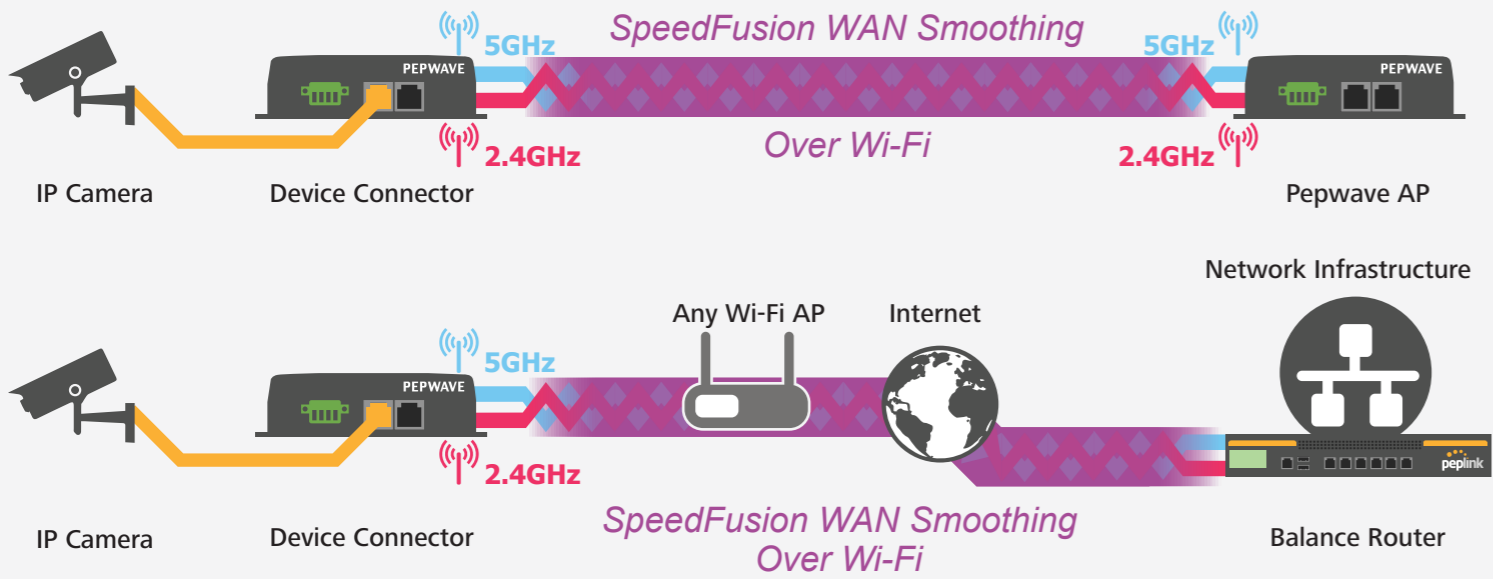 SpeedFusion WAN Smoothing
5GHz
5GHz
PEPWAVE
PEPWAVE
Over Wi-Fi
2.4GHz
2.4GHz
IP Camera
Device Connector
Pepwave AP
Network Infrastructure
Any Wi-Fi AP
Internet
5GHz
PEPWAVE
peplink
2.4GHz
SpeedFusion WAN Smoothing
Over Wi-Fi
IP Camera
Device Connector
Balance Router